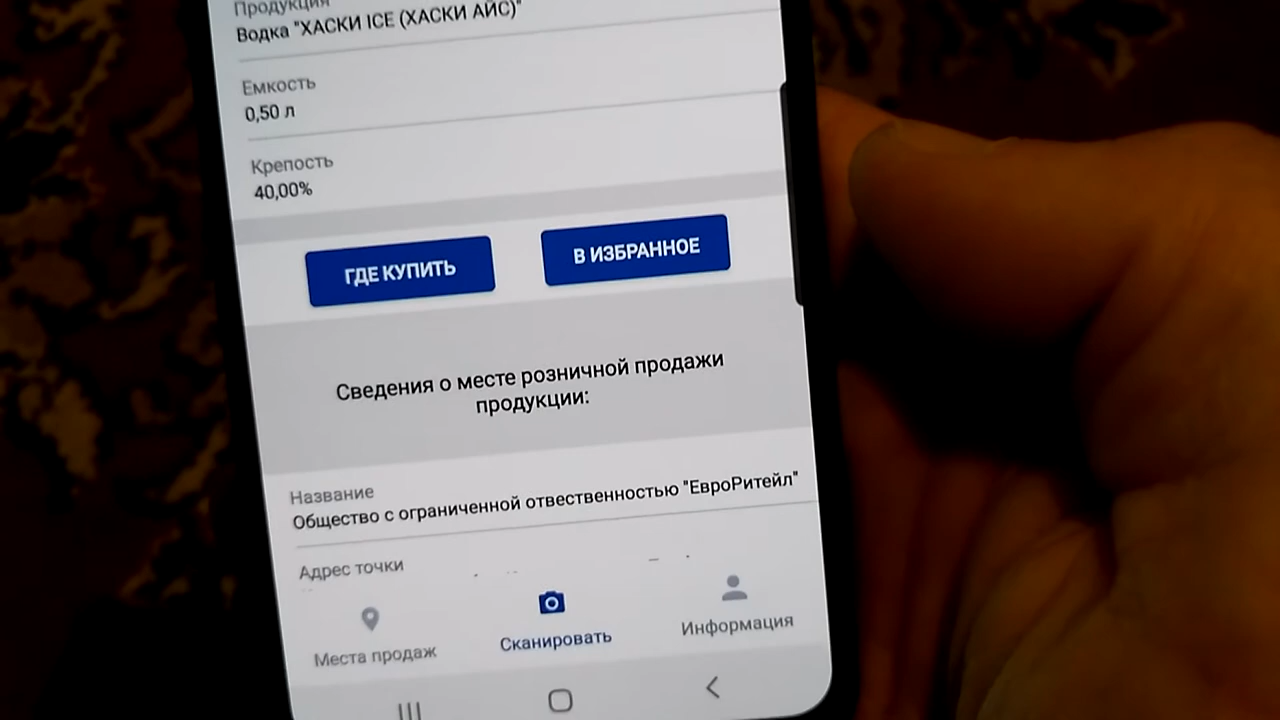 Продукция
Водка "ХАСКИ ICE (ХАСКИ АЙС)"
Емкость
0,50 л
Крепость
40,00%
ГДЕ КУПИТЬ
В ИЗБРАННОЕ
Сведения о месте розничной продажи
продукции:
Название
Общество с ограниченной отвественностью "ЕвроРитейл"
Адрес точки
Места продаж
Сканировать
Информация